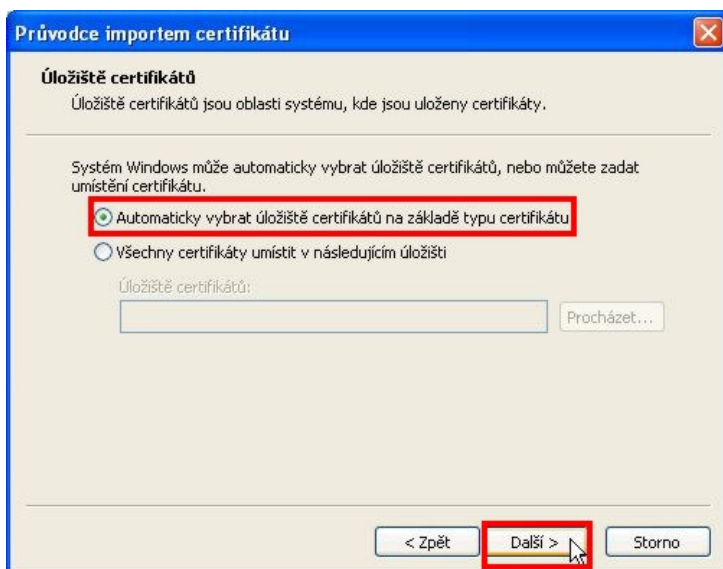 Průvodce importem certifikátu
Úložiště certifikátů
Úložiště certifikátů jsou oblasti systému, kde jsou uloženy certifikáty.
Systém Windows může automaticky vybrat úložiště certifikátů, nebo můžete zadat
umístění certifikátu.
Automaticky vybrat úložiště certifikátů na základě typu certifikátu
Všechny certifikáty umístit v následujícím úložišti
Úložiště certifikátů:
Procházet...
< Zpět
Další >
Storno